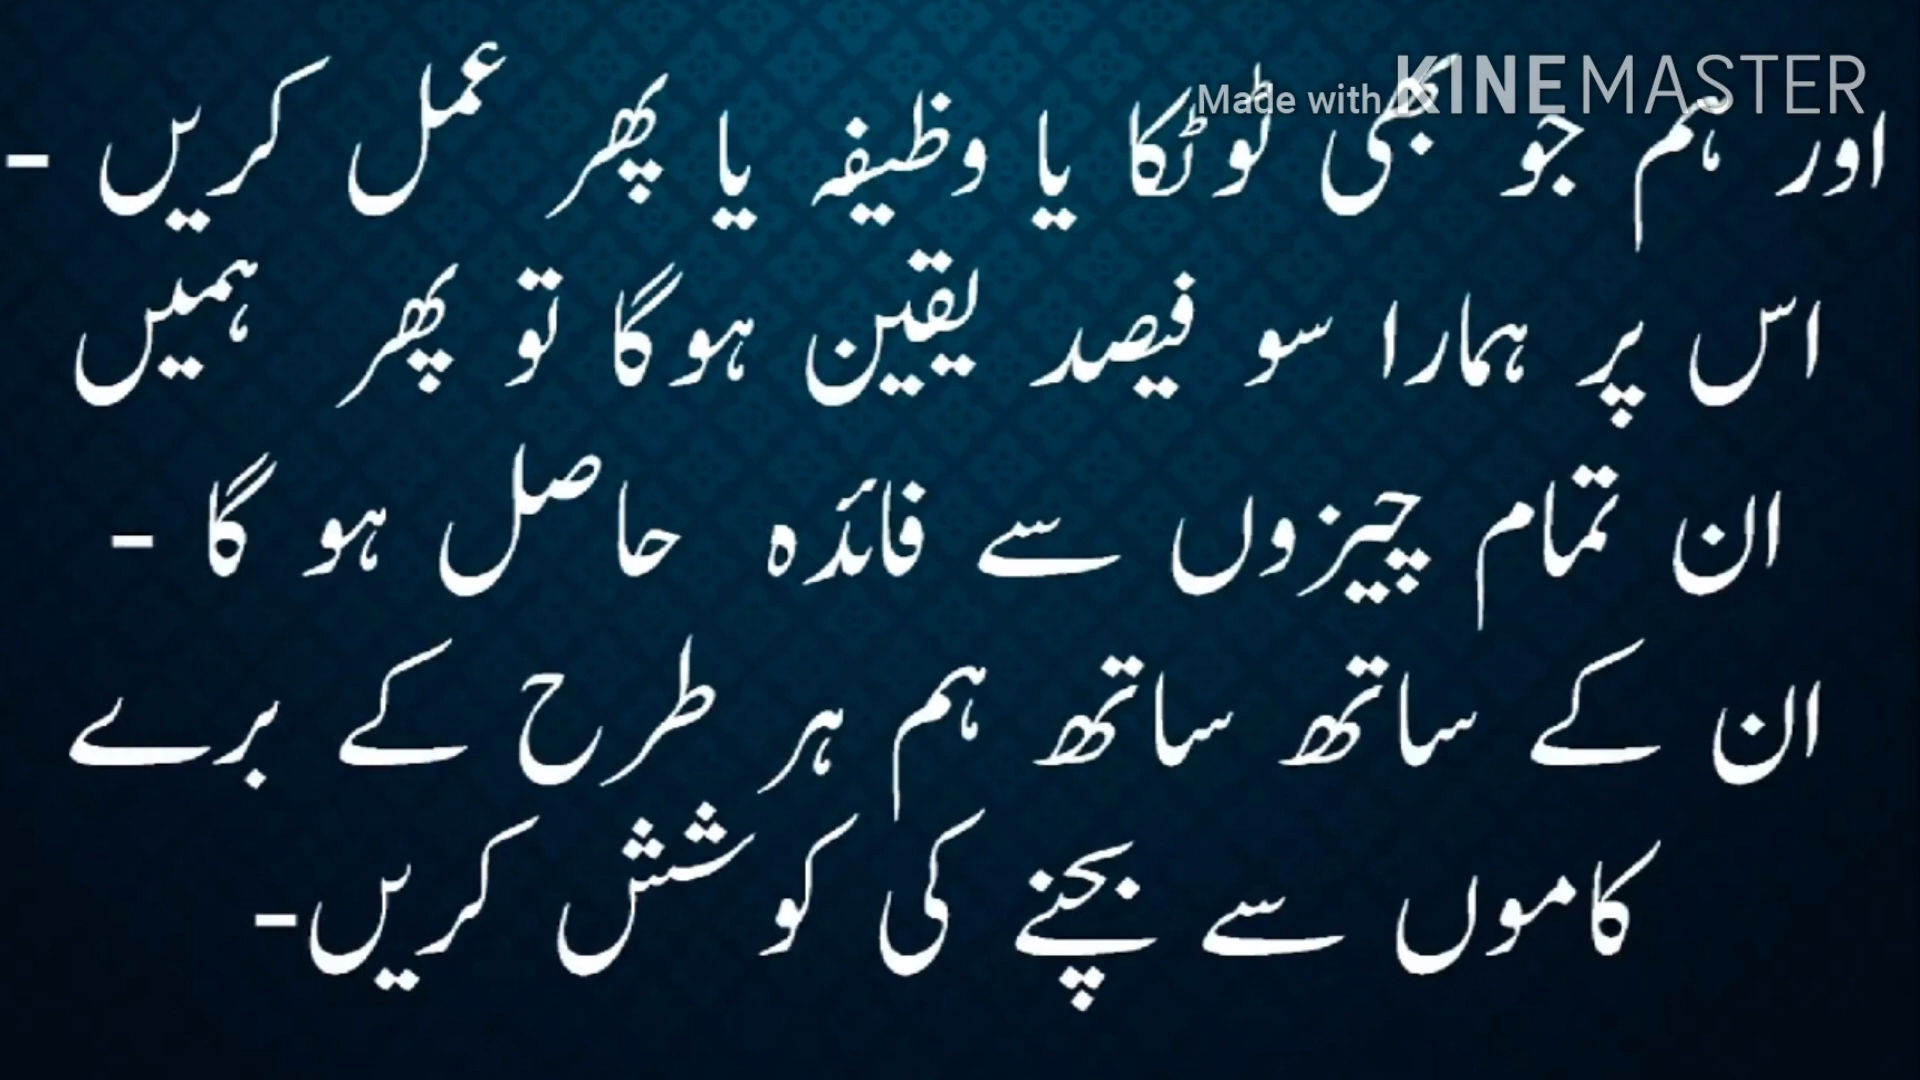 Made with KINEMASTER
اور ہم جو بھی ٹوٹکا یا وظیفہ یا پھر عمل کریں -
اس پر ہمارا سو فیصد یقین ہوگا تو پھر ہمیں
ان تمام چیزوں سے فائدہ حاصل ہو گا -
ان کے ساتھ ساتھ ہم ہر طرح کے برے
کاموں سے بچنے کی کوشش کریں-